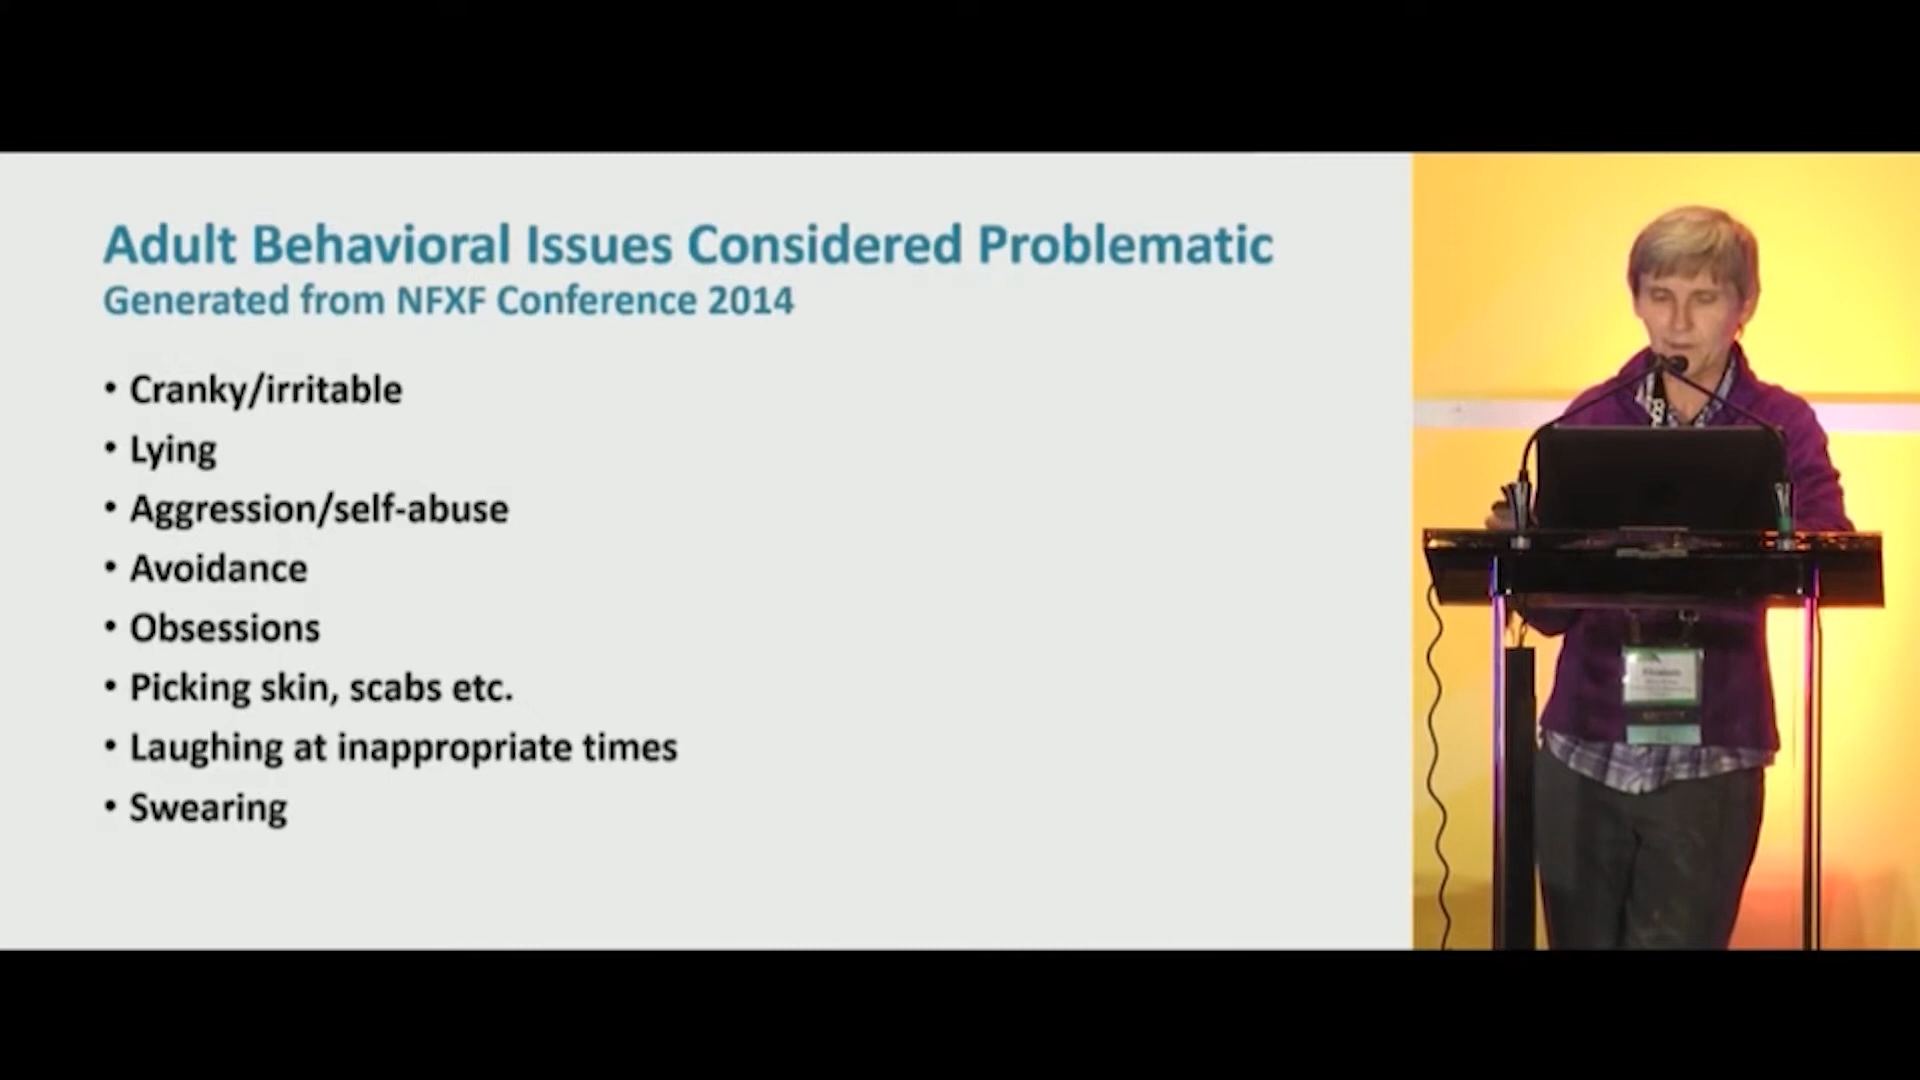 Adult Behavioral Issues Considered Problematic
Generated from NFXF Conference 2014
• Cranky/irritable
• Lying
• Aggression/self-abuse
• Avoidance
• Obsessions
• Picking skin, scabs etc.
• Laughing at inappropriate times
• Swearing